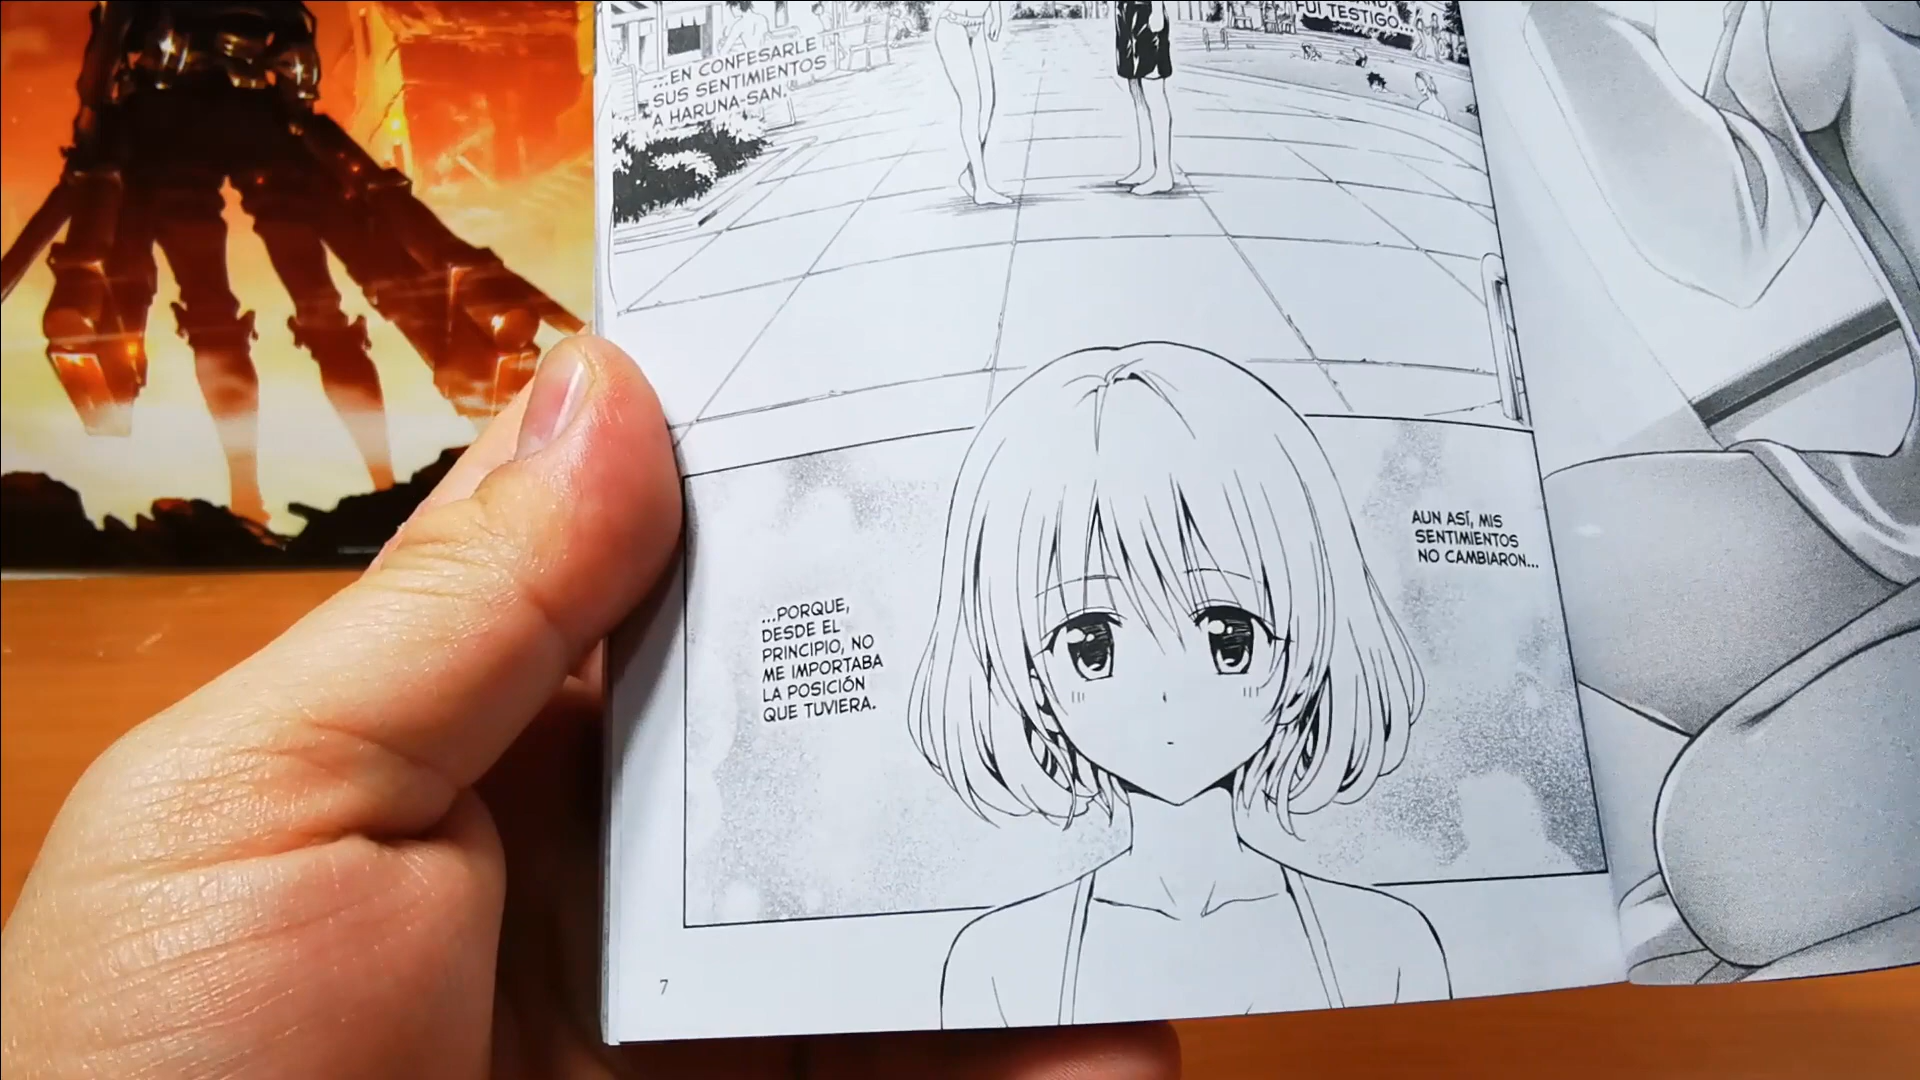 FUI TESTIGO...
...EN CONFESARLE
SUS SENTIMIENTOS
A HARUNA-SAN.
AUN ASÍ, MIS
SENTIMIENTOS
NO CAMBIARON...
...PORQUE,
DESDE EL
PRINCIPIO, NO
ME IMPORTABA
LA POSICIÓN
QUE TUVIERA.
7